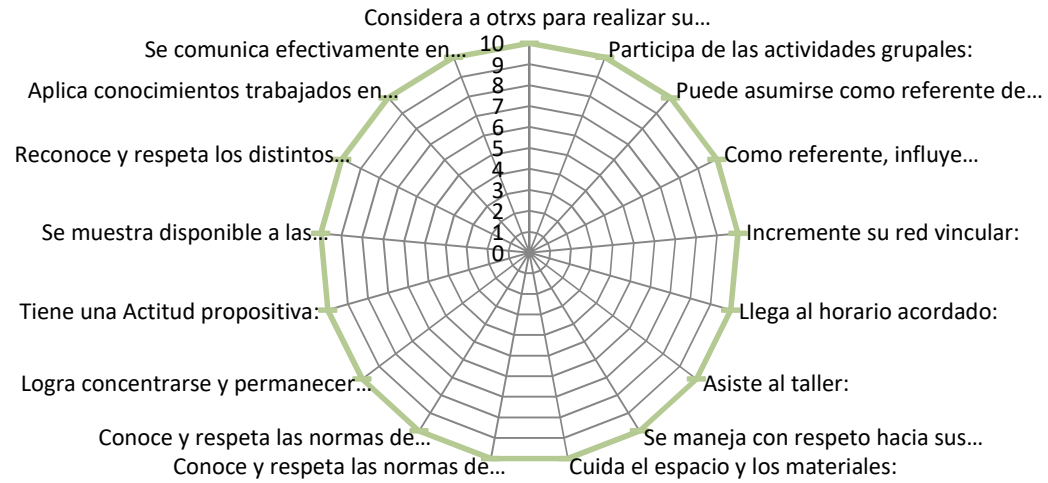 Considera a otrxs para realizar su...
Participa de las actividades grupales:
Puede asumirse como referente de...
Como referente, influye...
Incremente su red vincular:
Llega al horario acordado:
Asiste al taller:
Se maneja con respeto hacia sus...
Cuida el espacio y los materiales:
Conoce y respeta las normas de...
Conoce y respeta las normas de...
Logra concentrarse y permanecer...
Tiene una Actitud propositiva:
Se muestra disponible a las...
Reconoce y respeta los distintos...
Aplica conocimientos trabajados en...
Se comunica efectivamente en...
10
9
8
7
6
5
4
3
2
1
0